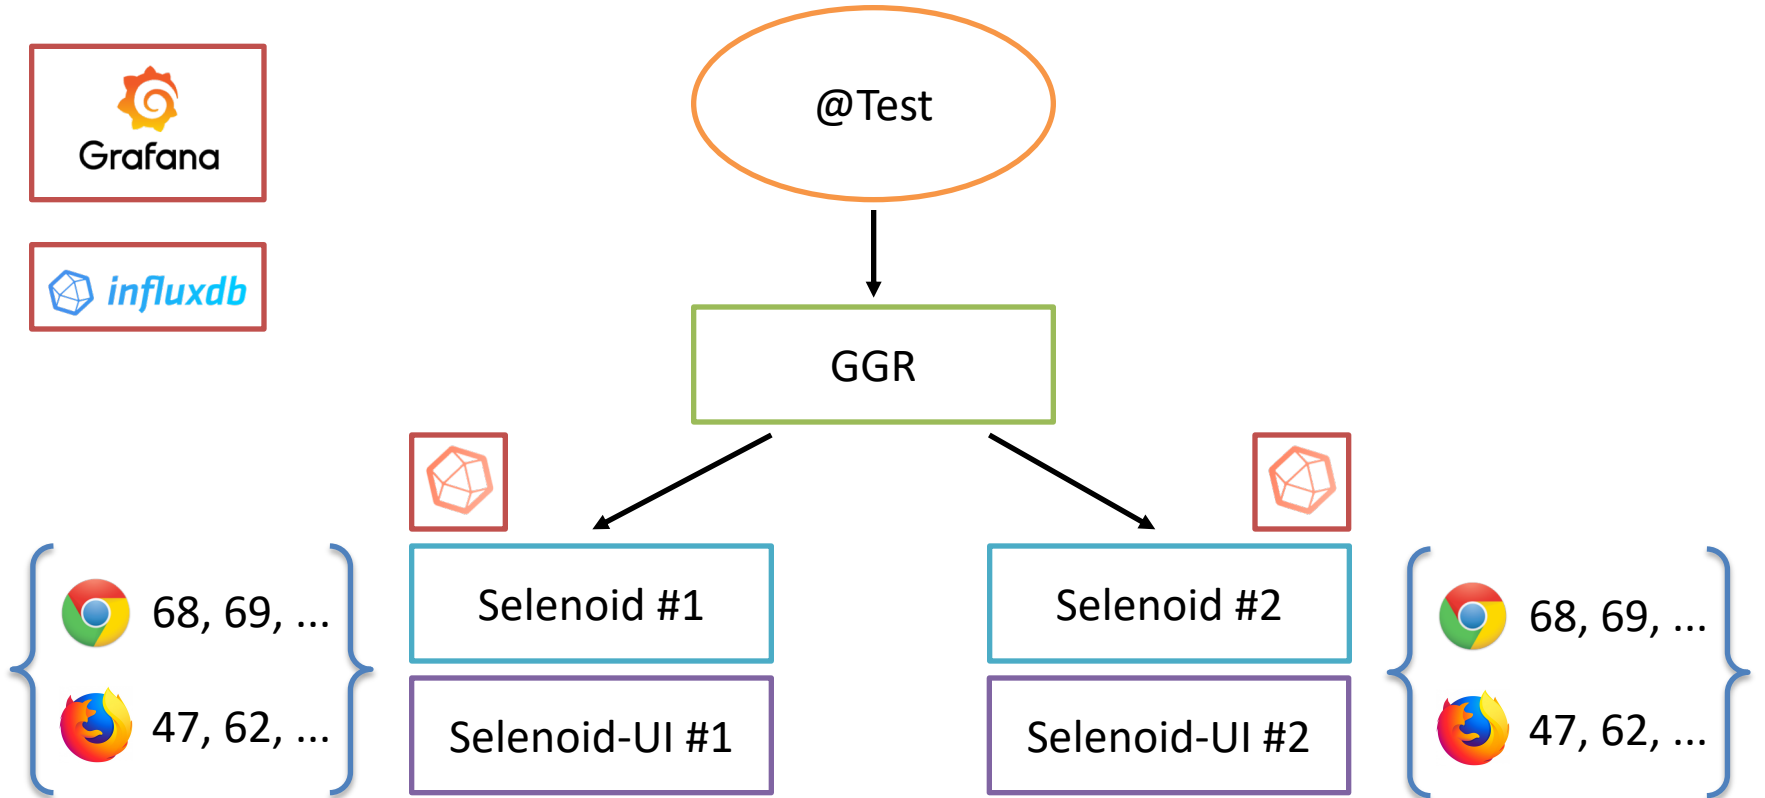 @Test
Grafana
influxdb
GGR
68, 69, ...
47, 62, ...
Selenoid #1
Selenoid-UI #1
Selenoid #2
Selenoid-UI #2
68, 69, ...
47, 62, ...